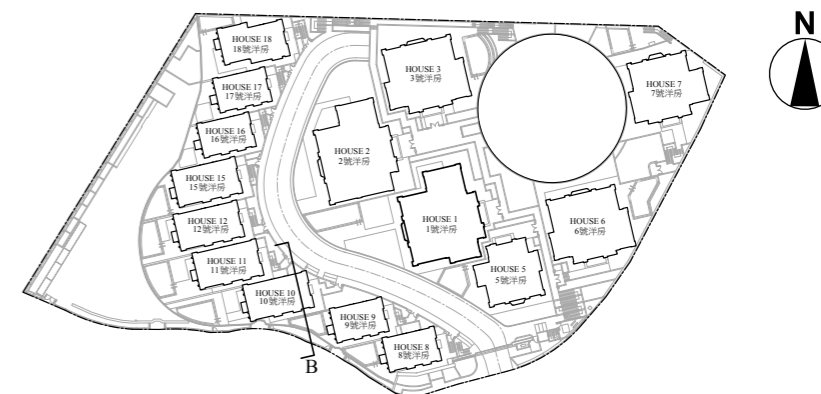 N
HOUSE 18
18號洋房
HOUSE 3
3號洋房
HOUSE 17
17號洋房
HOUSE 7
7號洋房
HOUSE 16
16號洋房
HOUSE 2
2號洋房
HOUSE 15
15號洋房
HOUSE 12
12號洋房
HOUSE 1
1號洋房
HOUSE 6
6號洋房
HOUSE 11
11號洋房
HOUSE 5
5號洋房
HOUSE 10
10號洋房
HOUSE 9
9號洋房
HOUSE 8
8號洋房
B